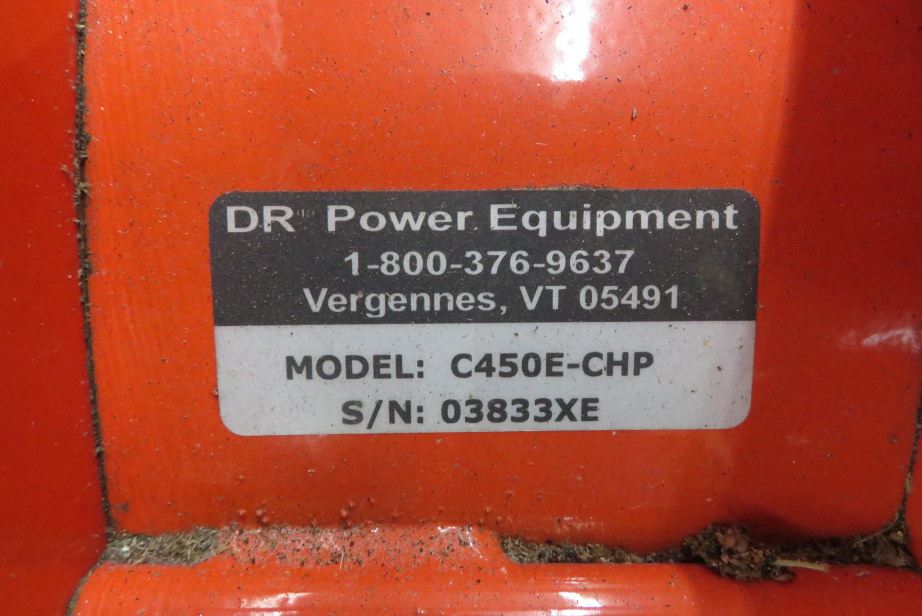 DR® Power Equipment
1-800-376-9637
Vergennes, VT 05491
MODEL: C450E-CHP
S/N: 03833XE